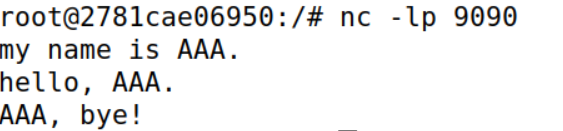 root@2781cae06950:/# nc -lp 9090
my name is AAA.
hello, AAA.
AAA, bye!